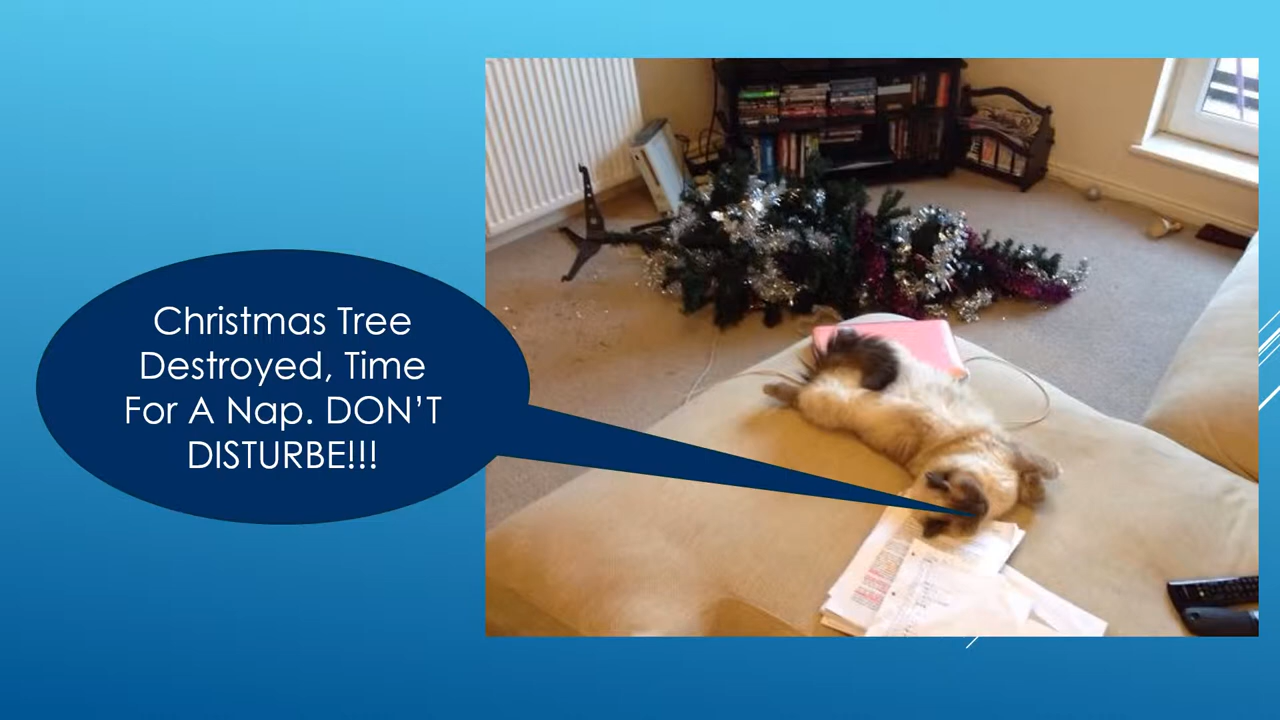 Christmas Tree
Destroyed, Time
For A Nap. DON'T
DISTURBE!!!